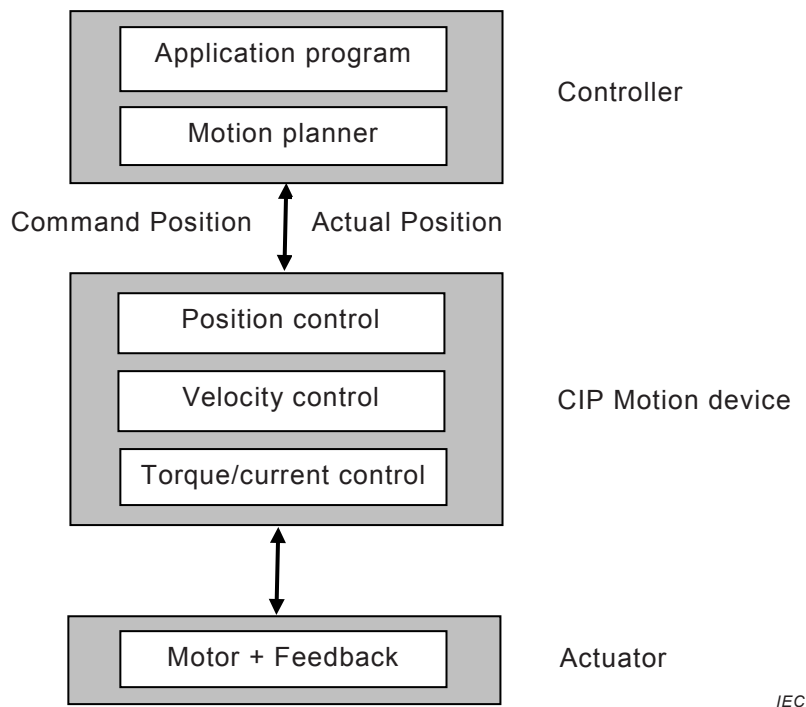 Application program
Motion planner
Controller
Command Position
Actual Position
Position control
Velocity control
Torque/current control
CIP Motion device
Motor + Feedback
Actuator
IEC